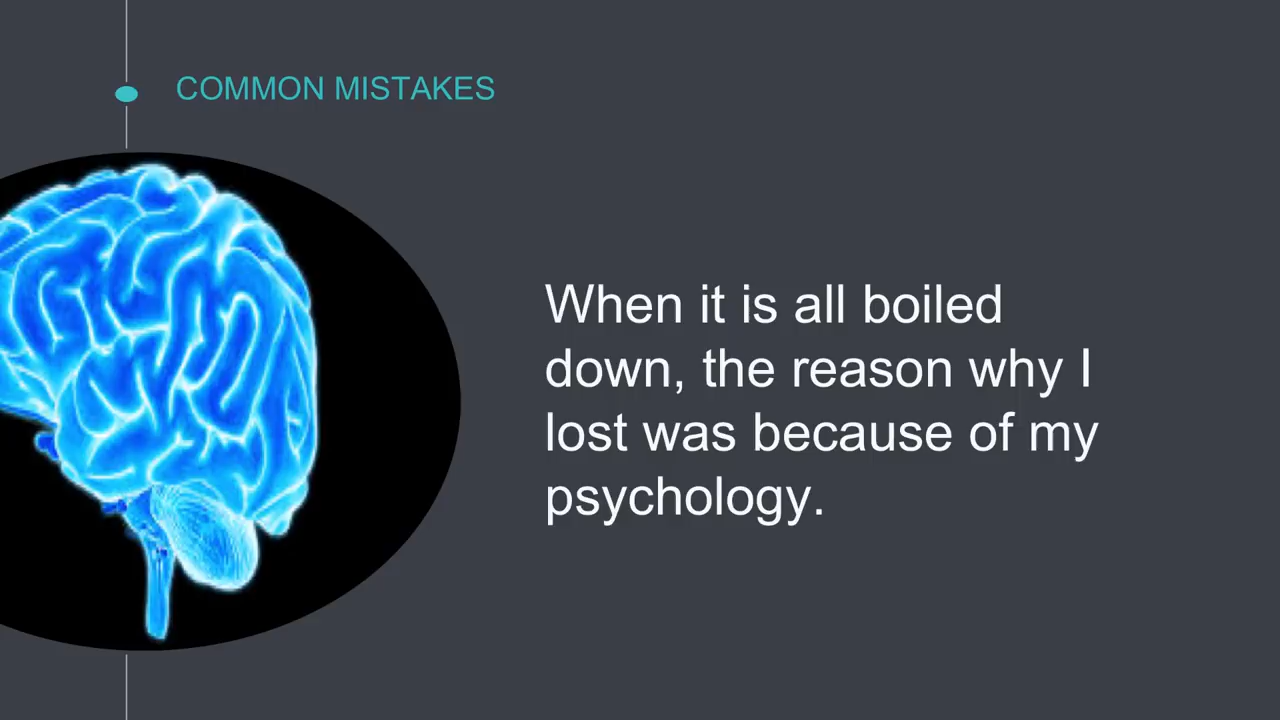 COMMON MISTAKES
When it is all boiled
down, the reason why I
lost was because of my
psychology.